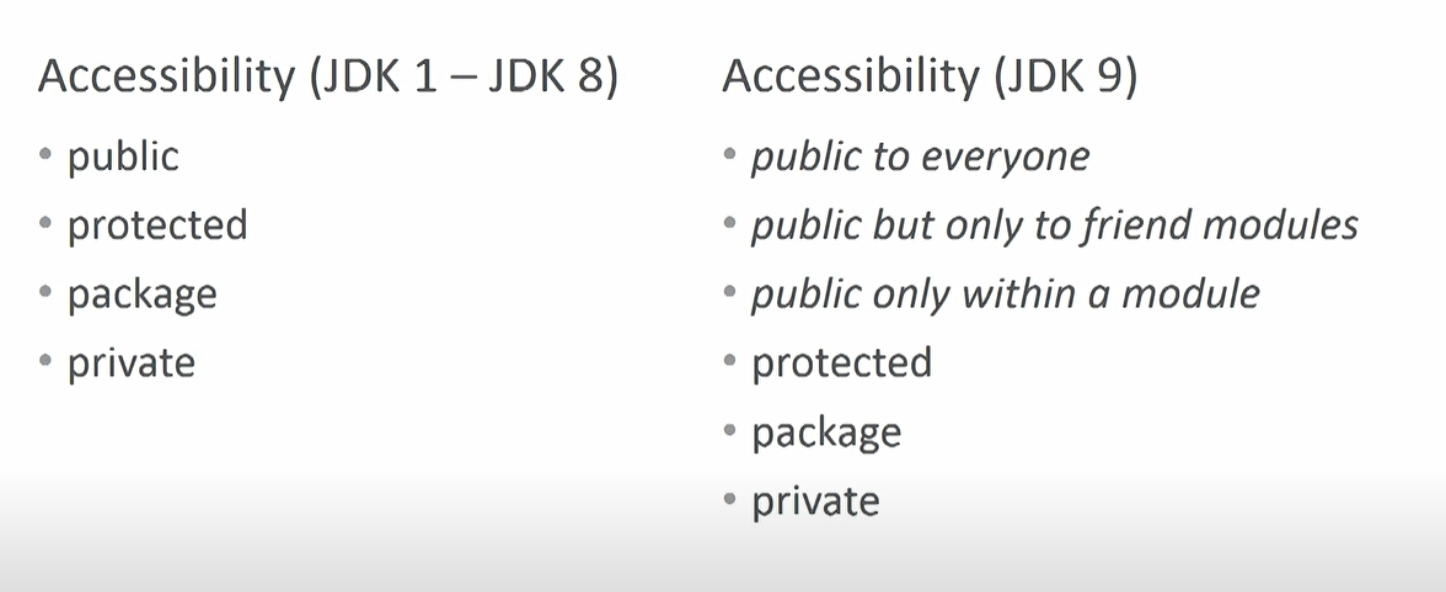 Accessibility (JDK 1 – JDK 8)
• public
• protected
• package
• private
Accessibility (JDK 9)
• public to everyone
• public but only to friend modules
• public only within a module
• protected
• package
• private